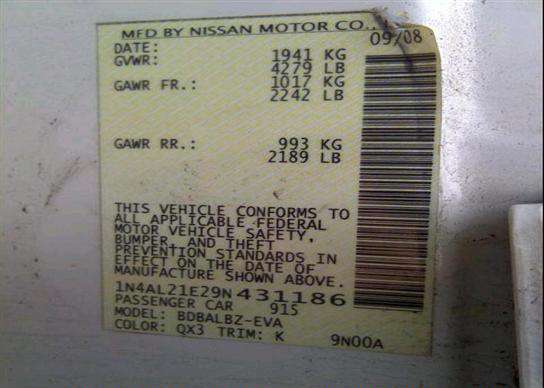 MFD BY NISSAN MOTOR CO.,
DATE: 09/08
GVWR: 1941 KG
4279 LB
GAWR FR.: 1017 KG
2242 LB
GAWR RR.: 993 KG
2189 LB
THIS VEHICLE CONFORMS TO
ALL APPLICABLE FEDERAL
MOTOR VEHICLE SAFETY,
BUMPER, AND THEFT
PREVENTION STANDARDS IN
EFFECT ON THE DATE OF
MANUFACTURE SHOWN ABOVE.
1N4AL21E29N431186
PASSENGER CAR 915
MODEL: BDBALBZ-EVA
COLOR: QX3 TRIM: K 9N00A